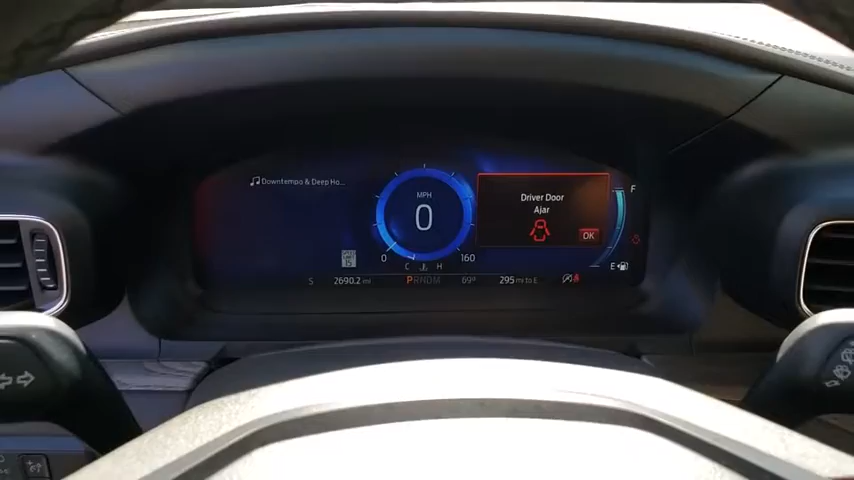 Downtempo & Deep Ho...
MPH
0
0 160
C H
Driver Door
Ajar
OK
F
E
S 2690.2 mi PRNDM 69° 295 mi to E